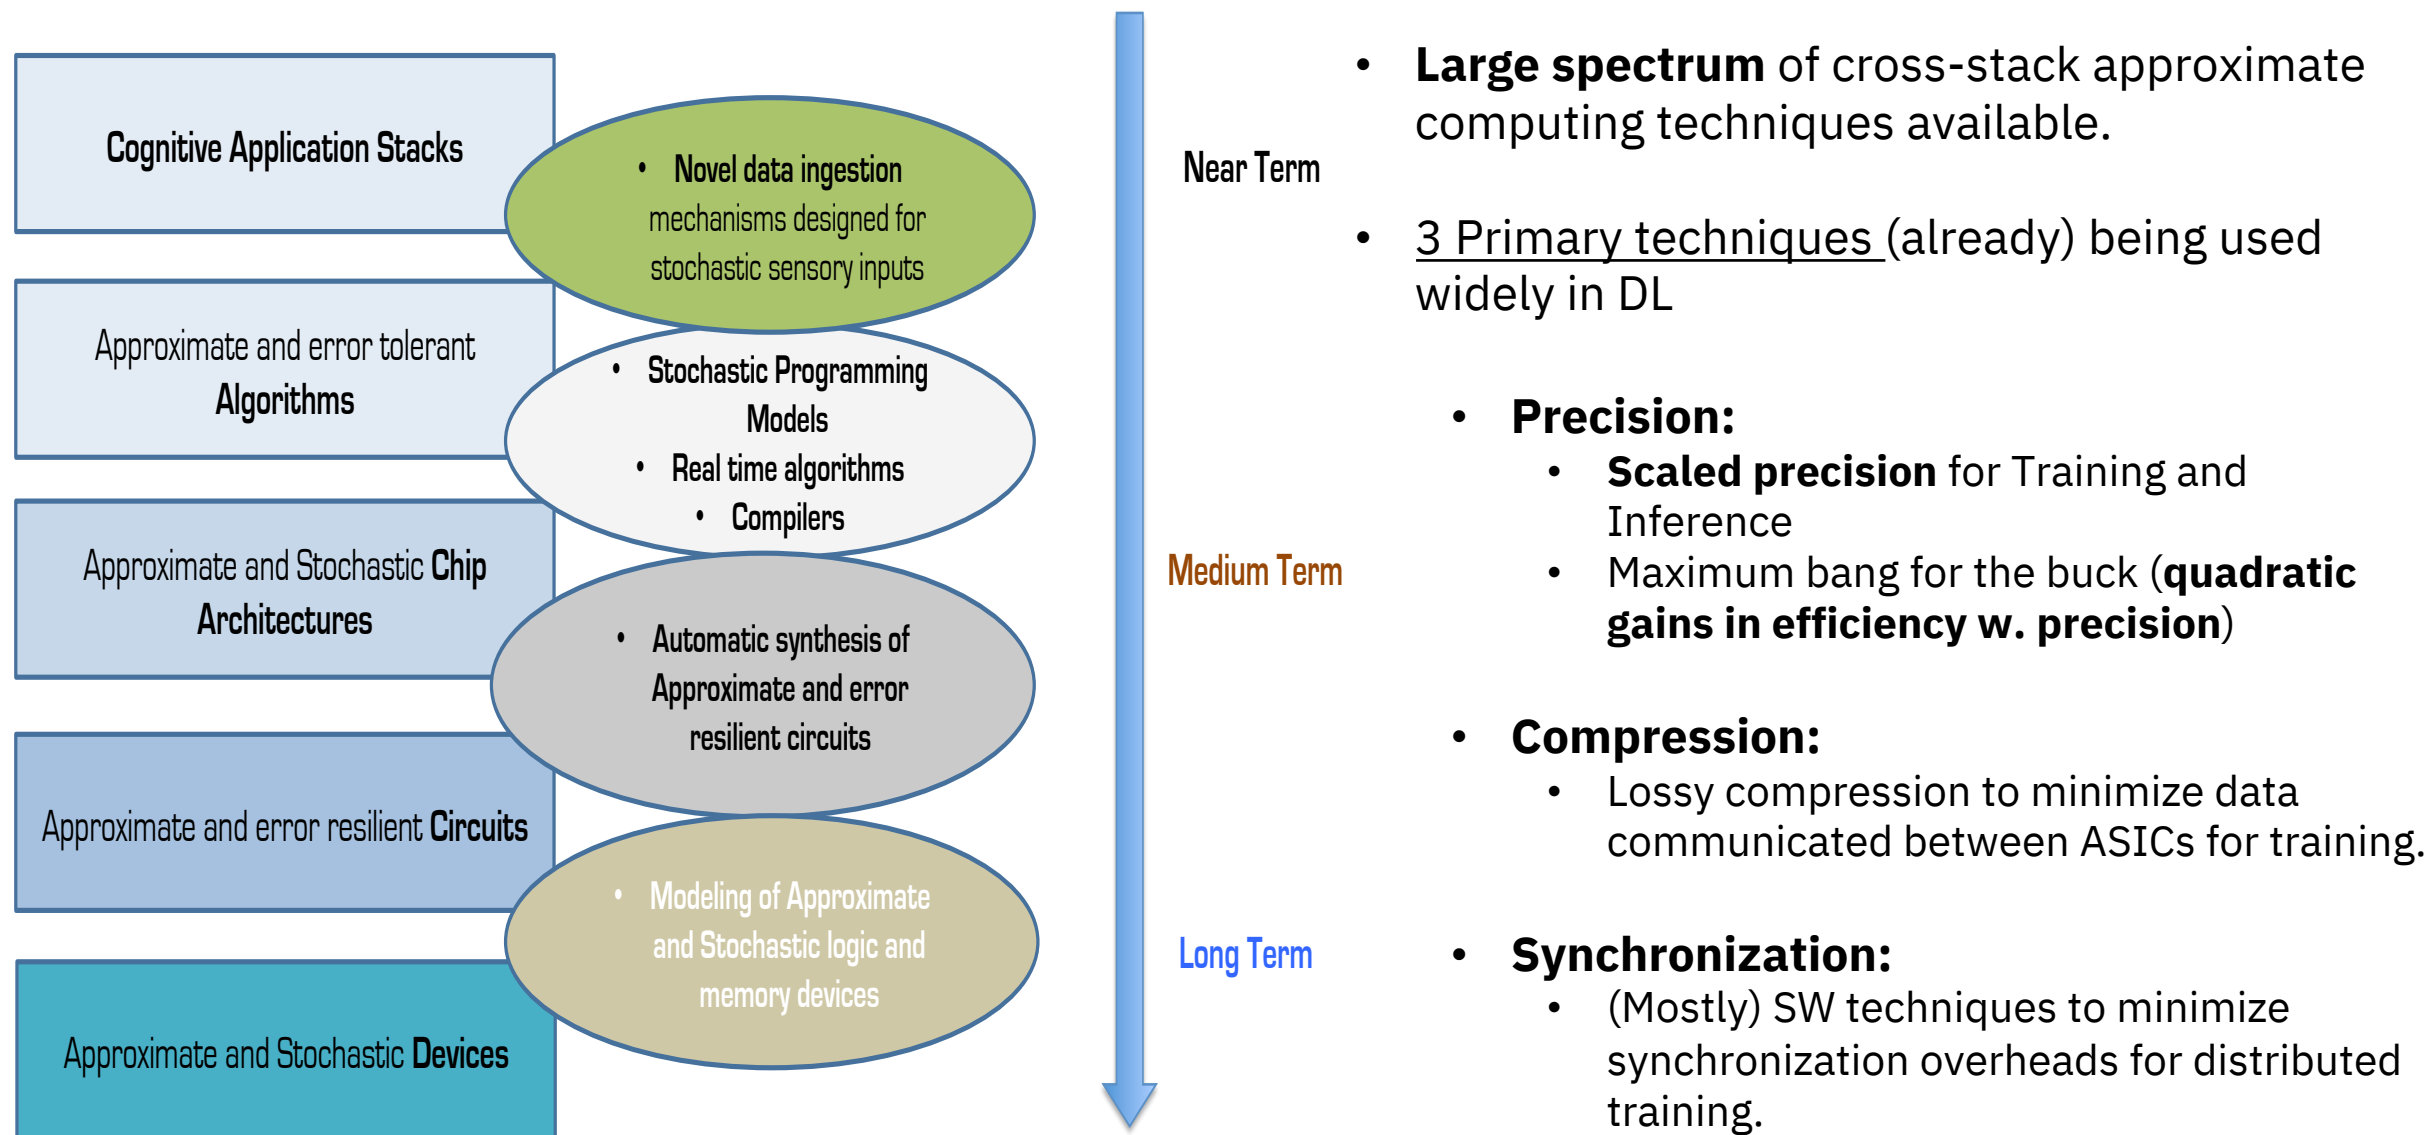 Cognitive Application Stacks
Approximate and error tolerant
Algorithms
Approximate and Stochastic Chip
Architectures
Approximate and error resilient Circuits
Approximate and Stochastic Devices
• Novel data ingestion
mechanisms designed for
stochastic sensory inputs
• Stochastic Programming
Models
• Real time algorithms
• Compilers
• Automatic synthesis of
Approximate and error
resilient circuits
• Modeling of Approximate
and Stochastic logic and
memory devices
Near Term
Medium Term
Long Term
• Large spectrum of cross-stack approximate
computing techniques available.
• 3 Primary techniques (already) being used
widely in DL
• Precision:
• Scaled precision for Training and
Inference
• Maximum bang for the buck (quadratic
gains in efficiency w. precision)
• Compression:
• Lossy compression to minimize data
communicated between ASICs for training.
• Synchronization:
• (Mostly) SW techniques to minimize
synchronization overheads for distributed
training.